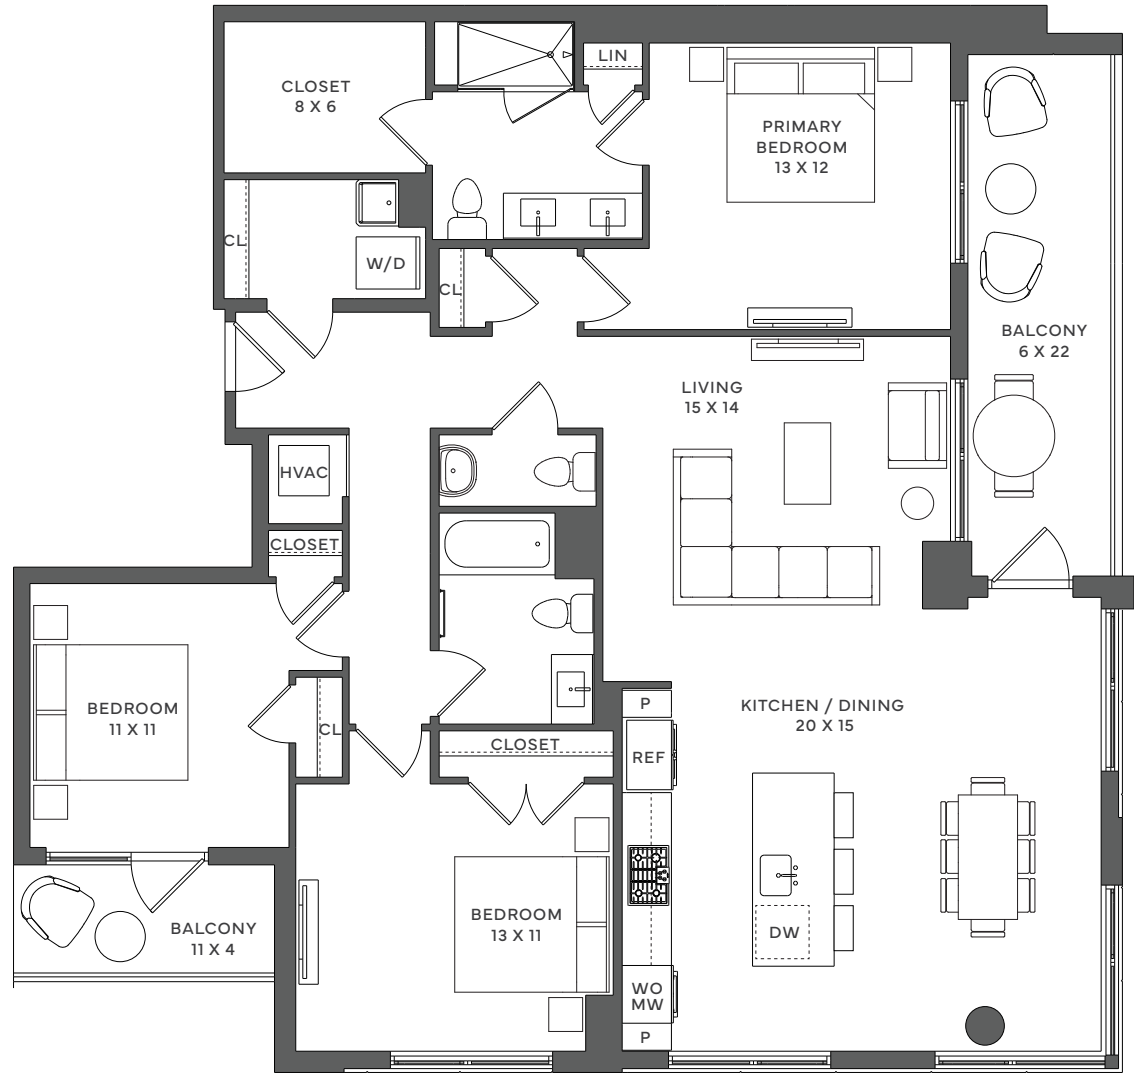 LIN
CLOSET
8 X 6
PRIMARY
BEDROOM
13 X 12
CL
W/D
CL
BALCONY
6 X 22
LIVING
15 X 14
HVAC
CLOSET
BEDROOM
11 X 11
CL
P
KITCHEN / DINING
20 X 15
CLOSET
REF
BEDROOM
13 X 11
BALCONY
11 X 4
DW
WO
MW
P